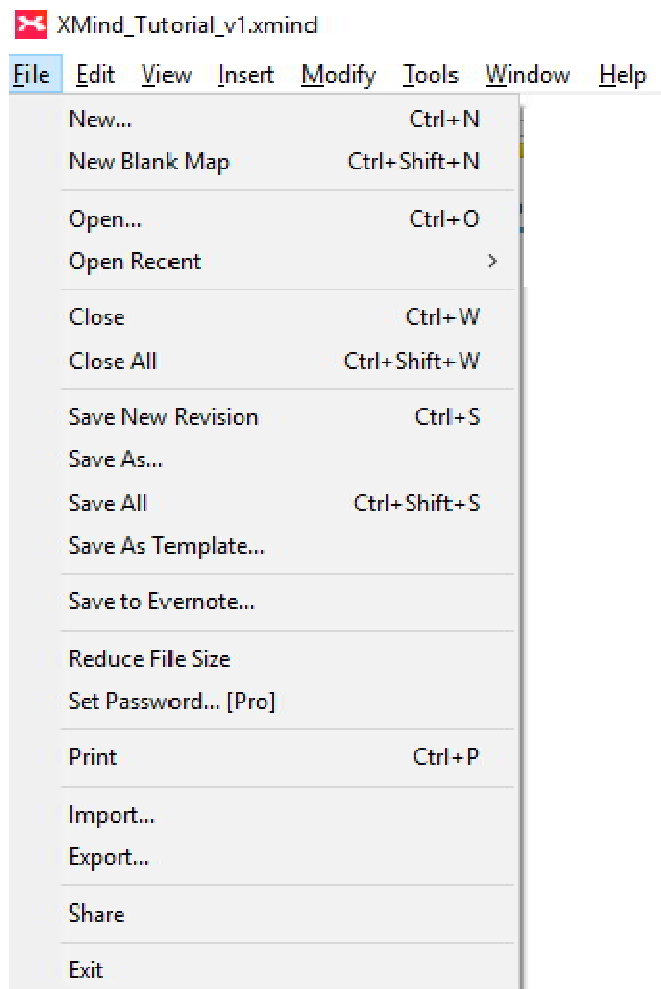 XMind_Tutorial_v1.xmind
File Edit View Insert Modify Tools Window Help
New... Ctrl+N
New Blank Map Ctrl+Shift+N
Open... Ctrl+O
Open Recent >
Close Ctrl+W
Close All Ctrl+Shift+W
Save New Revision Ctrl+S
Save As...
Save All Ctrl+Shift+S
Save As Template...
Save to Evernote...
Reduce File Size
Set Password... [Pro]
Print Ctrl+P
Import...
Export...
Share
Exit